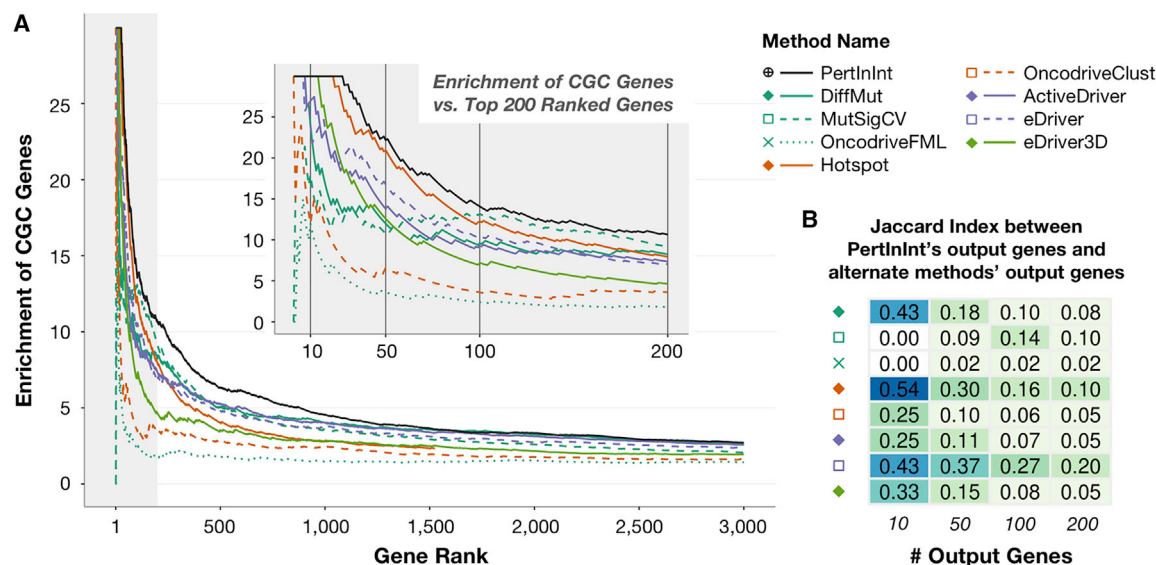 A
Enrichment of CGC Genes
25
20
15
10
5
0
1
500
1,000
1,500
2,000
2,500
3,000
Gene Rank
Enrichment of CGC Genes
vs. Top 200 Ranked Genes
25
20
15
10
5
0
10
50
100
200
Method Name
PertInInt
DiffMut
MutSigCV
OncodriveFML
Hotspot
OncodriveClust
ActiveDriver
eDriver
eDriver3D
B
Jaccard Index between
PertInInt's output genes and
alternate methods' output genes
0.43 0.18 0.10 0.08
0.00 0.09 0.14 0.10
0.00 0.02 0.02 0.02
0.54 0.30 0.16 0.10
0.25 0.10 0.06 0.05
0.25 0.11 0.07 0.05
0.43 0.37 0.27 0.20
0.33 0.15 0.08 0.05
10 50 100 200
# Output Genes